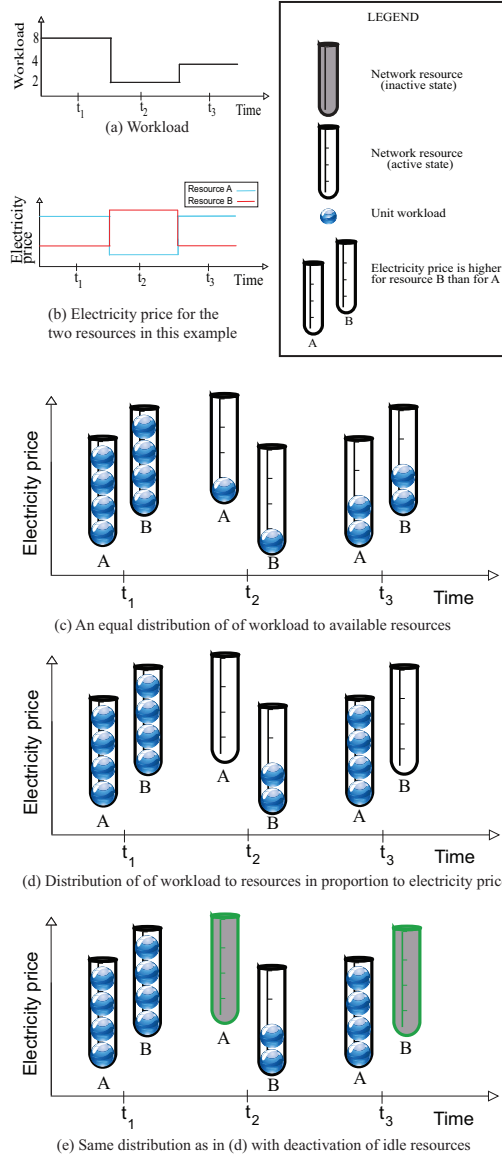 Workload
8
4
2
t1
t2
t3
Time
(a) Workload
Electricity
price
Resource A
Resource B
t1
t2
t3
Time
(b) Electricity price for the
two resources in this example
LEGEND
Network resource
(inactive state)
Network resource
(active state)
Unit workload
Electricity price is higher
for resource B than for A
A
B
Electricity price
A
B
A
B
A
B
t1
t2
t3
Time
(c) An equal distribution of of workload to available resources
Electricity price
A
B
A
B
A
B
t1
t2
t3
Time
(d) Distribution of of workload to resources in proportion to electricity pric
Electricity price
A
B
A
B
A
B
t1
t2
t3
Time
(e) Same distribution as in (d) with deactivation of idle resources